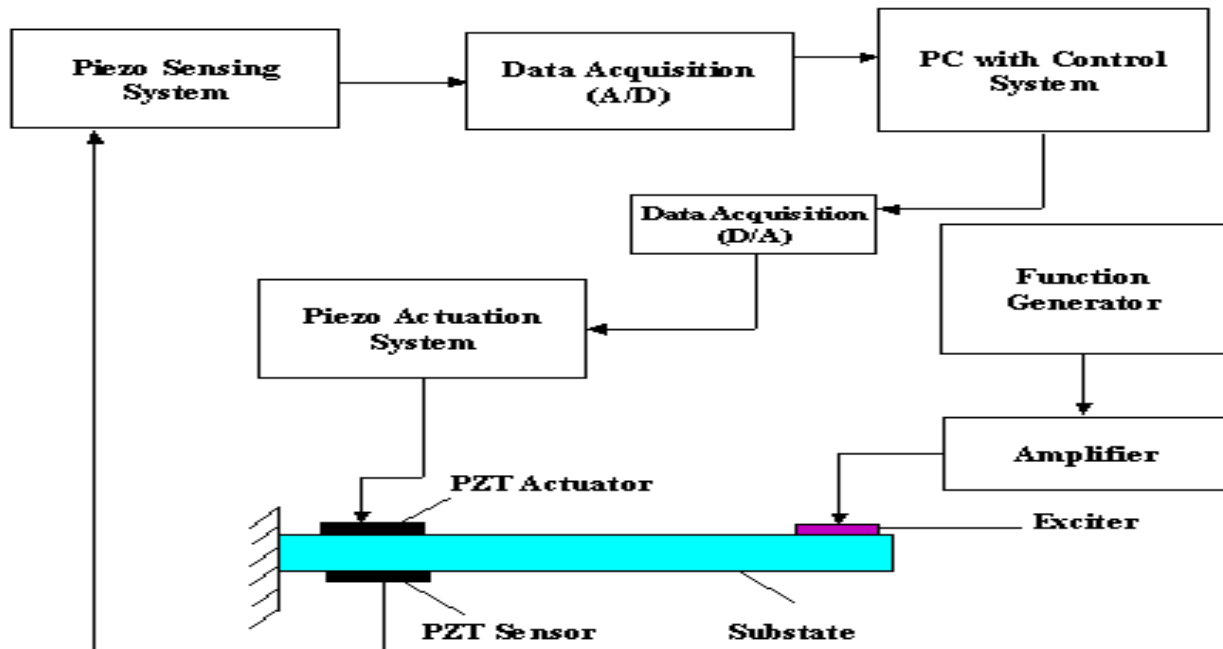 Piezo Sensing
System
Data Acquisition
(A/D)
PC with Control
System
Data Acquisition
(D/A)
Function
Generator
Piezo Actuation
System
Amplifier
PZT Actuator
Exciter
PZT Sensor
Substate